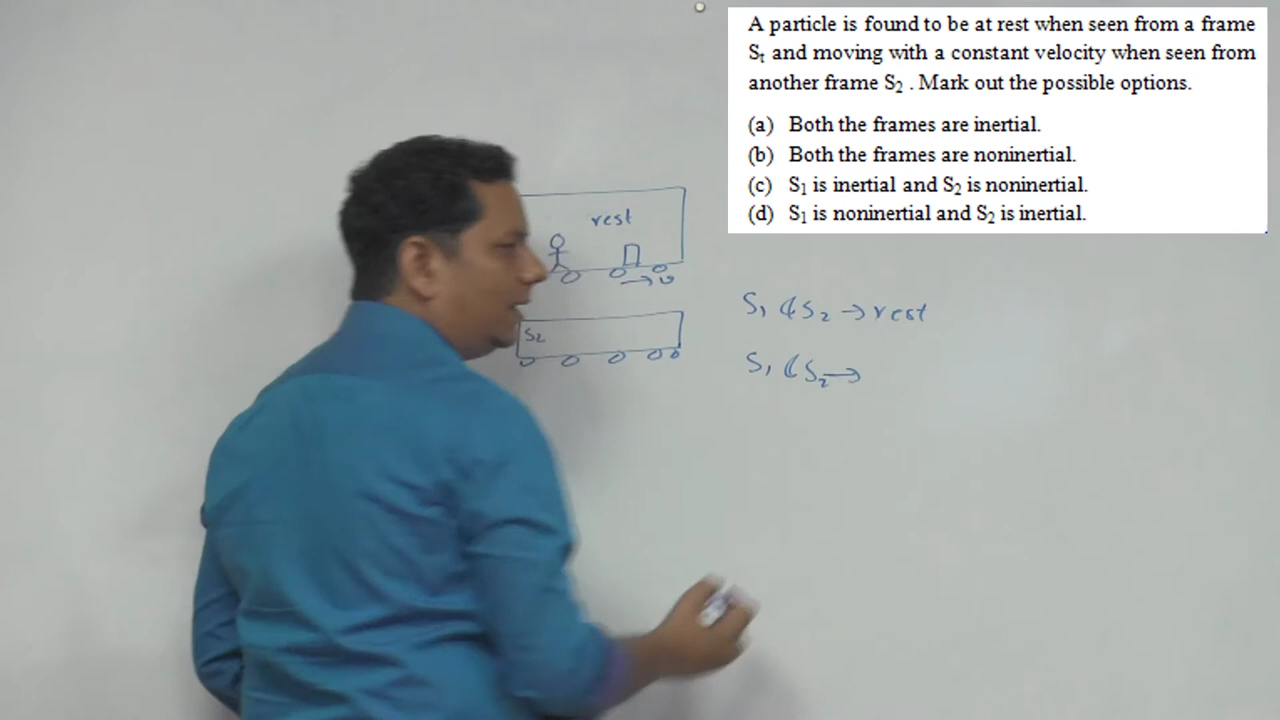 A particle is found to be at rest when seen from a frame
St and moving with a constant velocity when seen from
another frame S2 . Mark out the possible options.
(a) Both the frames are inertial.
(b) Both the frames are noninertial.
(c) S1 is inertial and S2 is noninertial.
(d) S1 is noninertial and S2 is inertial.
rest
→ v
S2
S1 & S2 → rest
S1 & S2 →